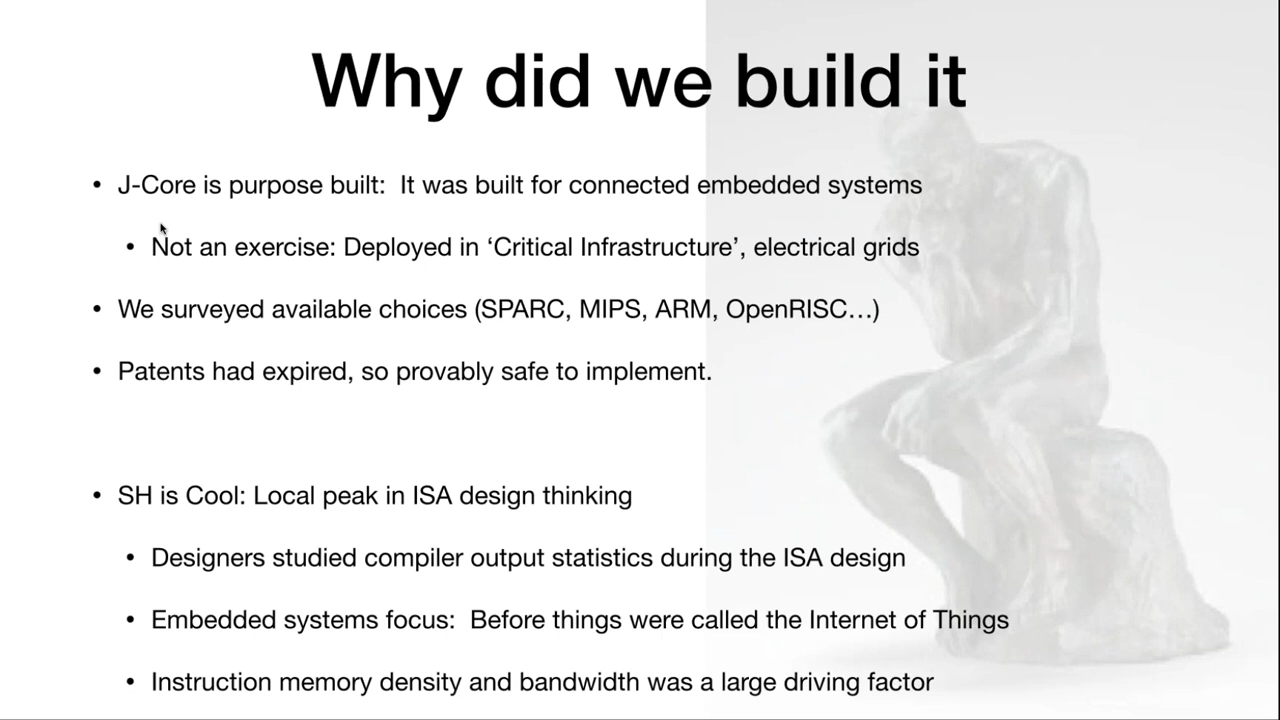 Why did we build it
• J-Core is purpose built:  It was built for connected embedded systems
• Not an exercise: Deployed in ‘Critical Infrastructure’, electrical grids
• We surveyed available choices (SPARC, MIPS, ARM, OpenRISC…)
• Patents had expired, so provably safe to implement.
• SH is Cool: Local peak in ISA design thinking
• Designers studied compiler output statistics during the ISA design
• Embedded systems focus:  Before things were called the Internet of Things
• Instruction memory density and bandwidth was a large driving factor